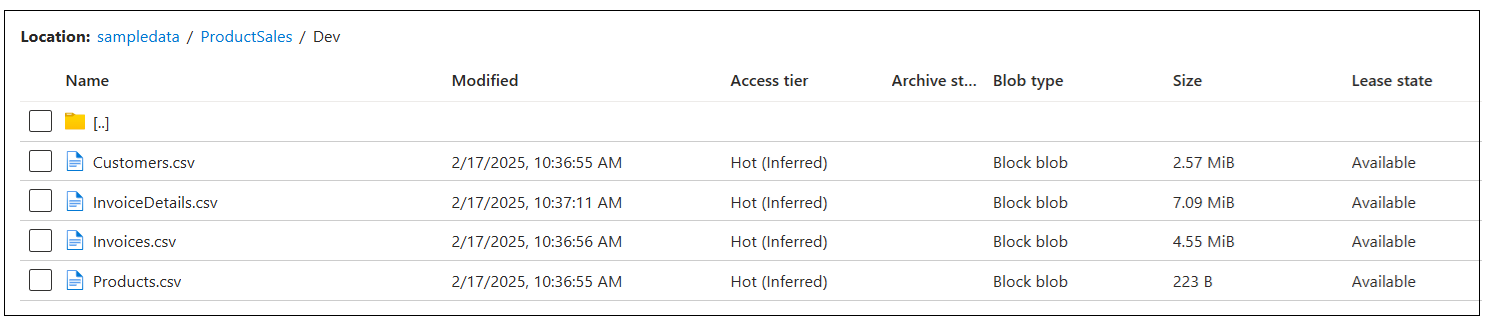 Location: sampledata / ProductSales / Dev
Name Modified Access tier Archive st... Blob type Size Lease state
[..]
Customers.csv 2/17/2025, 10:36:55 AM Hot (Inferred) Block blob 2.57 MiB Available
InvoiceDetails.csv 2/17/2025, 10:37:11 AM Hot (Inferred) Block blob 7.09 MiB Available
Invoices.csv 2/17/2025, 10:36:56 AM Hot (Inferred) Block blob 4.55 MiB Available
Products.csv 2/17/2025, 10:36:55 AM Hot (Inferred) Block blob 223 B Available